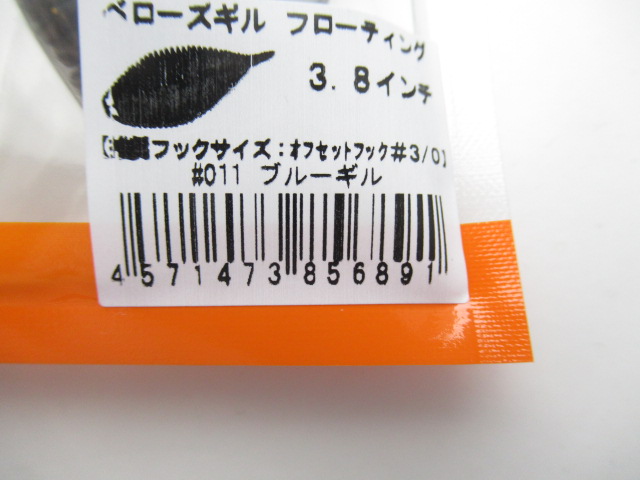 ベローズギル フローティング
3.8インチ
フックサイズ:オフセットフック#3/0
#011 ブルーギル
4571473856891